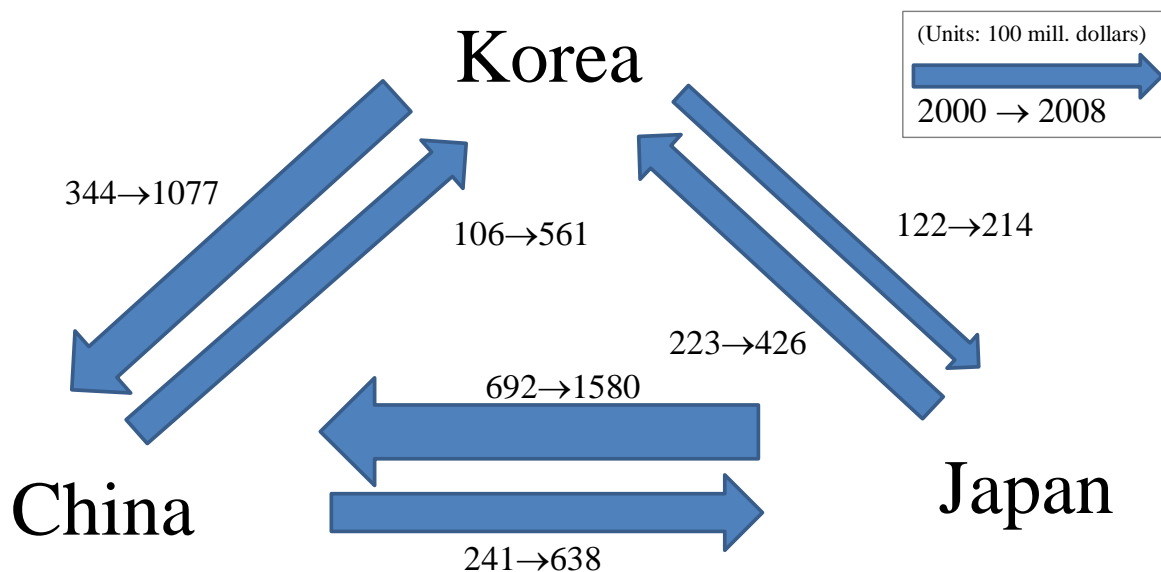 Korea
(Units: 100 mill. dollars)
2000 → 2008
344→1077
106→561
122→214
223→426
692→1580
China
Japan
241→638